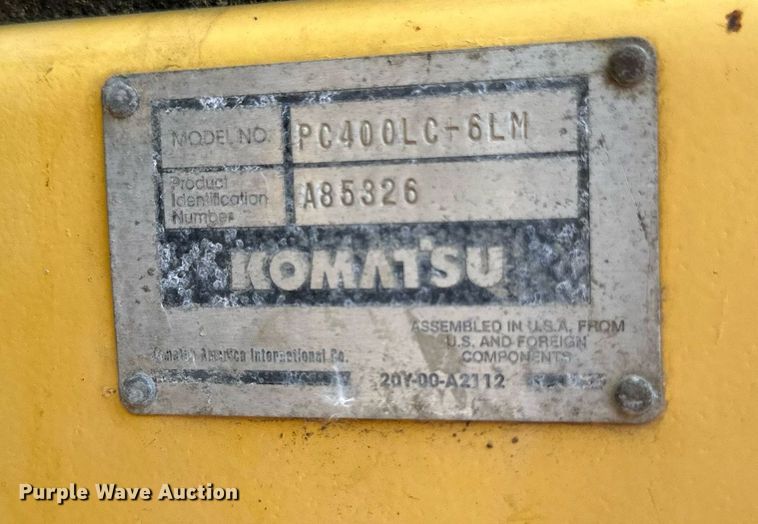 MODEL NO. PC400LC-6LM
Product
Identification
Number
A85326
KOMATSU
ASSEMBLED IN U.S.A. FROM
U.S. AND FOREIGN
COMPONENTS
Komatsu America International Co.
20Y-00-A2112
Purple Wave Auction